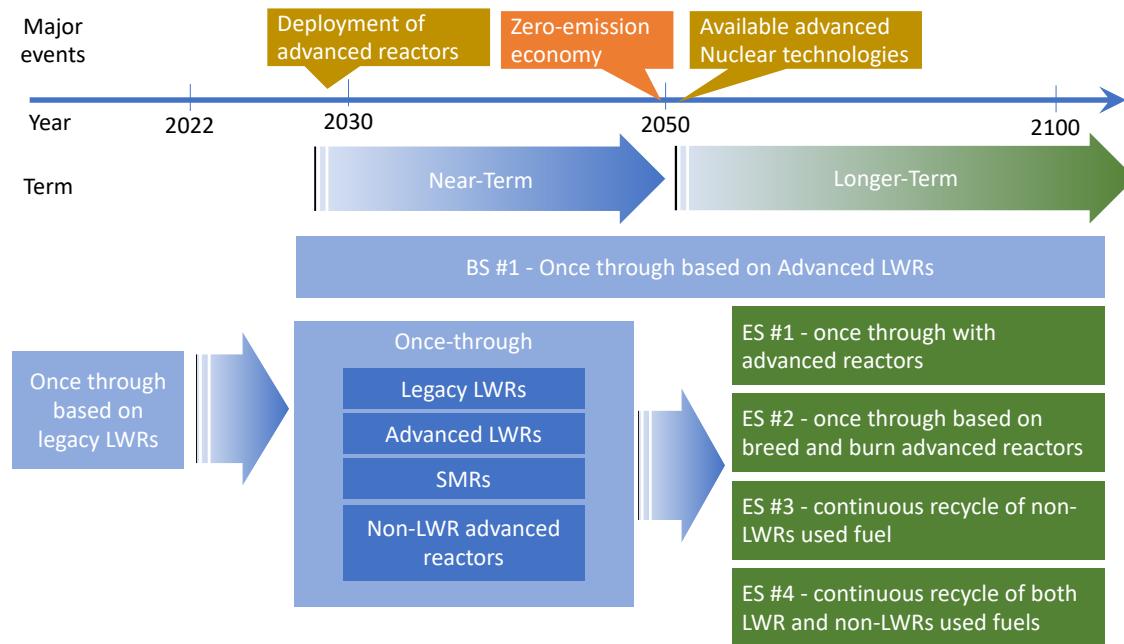 Major
events
Deployment of
advanced reactors
Zero-emission
economy
Available advanced
Nuclear technologies
Year
2022
2030
2050
2100
Term
Near-Term
Longer-Term
BS #1 - Once through based on Advanced LWRs
Once through
based on
legacy LWRs
Once-through
Legacy LWRs
Advanced LWRs
SMRs
Non-LWR advanced
reactors
ES #1 - once through with
advanced reactors
ES #2 - once through based on
breed and burn advanced reactors
ES #3 - continuous recycle of non-
LWRs used fuel
ES #4 - continuous recycle of both
LWR and non-LWRs used fuels